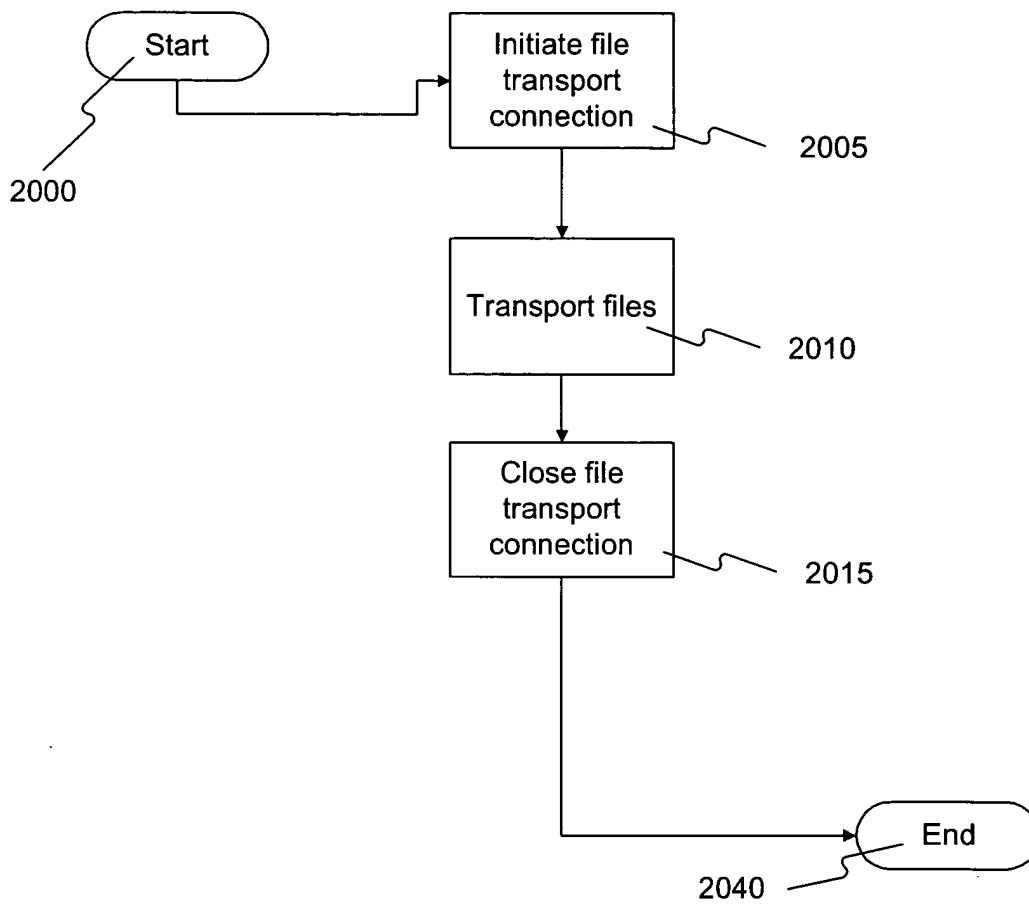 Start
Initiate file
transport
connection
2005
2000
Transport files
2010
Close file
transport
connection
2015
End
2040